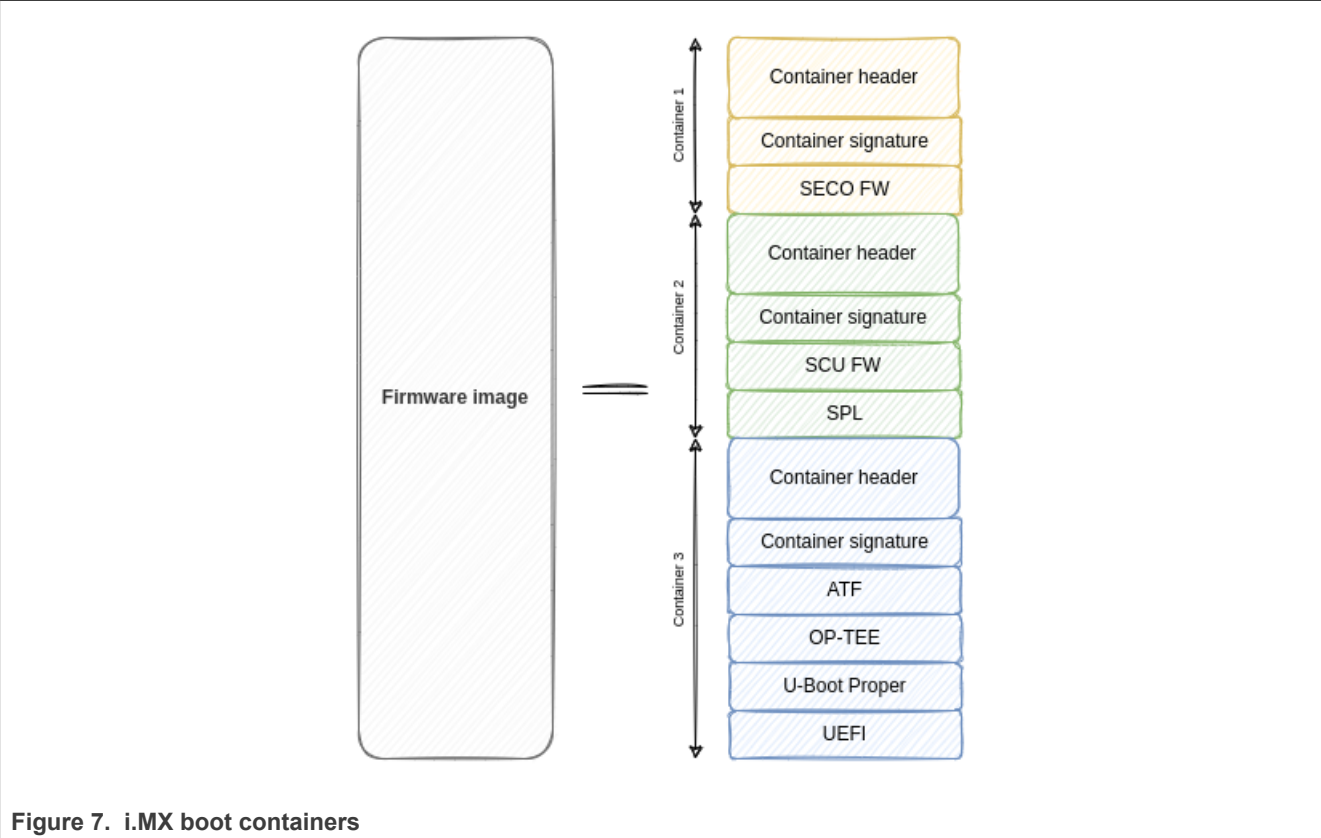 Firmware image
Container 1
Container header
Container signature
SECO FW
Container 2
Container header
Container signature
SCU FW
SPL
Container 3
Container header
Container signature
ATF
OP-TEE
U-Boot Proper
UEFI
Figure 7. i.MX boot containers